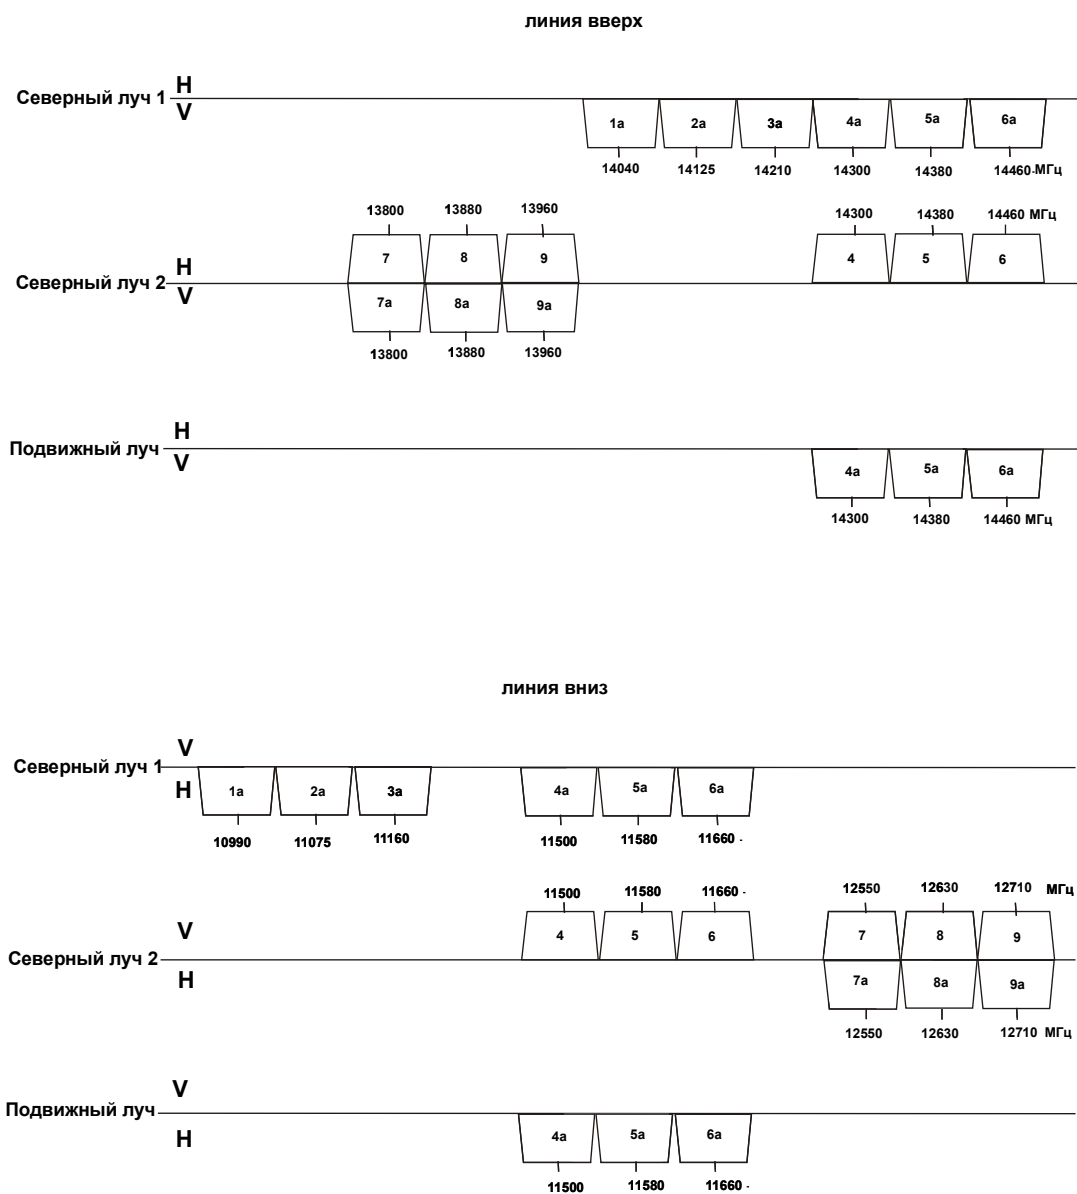 линия вверх
H
Северный луч 1
V
1a 2a 3a 4a 5a 6a
14040 14125 14210 14300 14380 14460-МГц
13800 13880 13960 14300 14380 14460 МГц
7 8 9 4 5 6
H
Северный луч 2
V
7a 8a 9a
13800 13880 13960
H
Подвижный луч
V
4a 5a 6a
14300 14380 14460 МГц
линия вниз
V
Северный луч 1
H
1a 2a 3a 4a 5a 6a
10990 11075 11160 11500 11580 11660 -
11500 11580 11660 - 12550 12630 12710 МГц
V
4 5 6 7 8 9
Северный луч 2
H
7a 8a 9a
12550 12630 12710 МГц
V
Подвижный луч
H
4a 5a 6a
11500 11580 11660 -